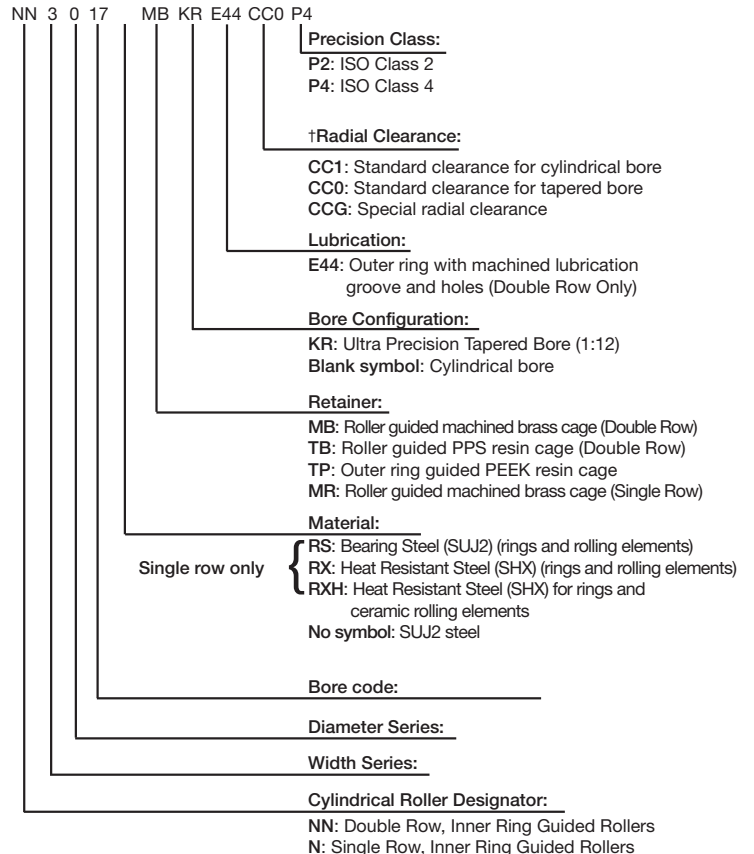 NN 3 0 17 MB KR E44 CC0 P4
Precision Class:
P2: ISO Class 2
P4: ISO Class 4
†Radial Clearance:
CC1: Standard clearance for cylindrical bore
CC0: Standard clearance for tapered bore
CCG: Special radial clearance
Lubrication:
E44: Outer ring with machined lubrication
groove and holes (Double Row Only)
Bore Configuration:
KR: Ultra Precision Tapered Bore (1:12)
Blank symbol: Cylindrical bore
Retainer:
MB: Roller guided machined brass cage (Double Row)
TB: Roller guided PPS resin cage (Double Row)
TP: Outer ring guided PEEK resin cage
MR: Roller guided machined brass cage (Single Row)
Material:
Single row only
RS: Bearing Steel (SUJ2) (rings and rolling elements)
RX: Heat Resistant Steel (SHX) (rings and rolling elements)
RXH: Heat Resistant Steel (SHX) for rings and
ceramic rolling elements
No symbol: SUJ2 steel
Bore code:
Diameter Series:
Width Series:
Cylindrical Roller Designator:
NN: Double Row, Inner Ring Guided Rollers
N: Single Row, Inner Ring Guided Rollers